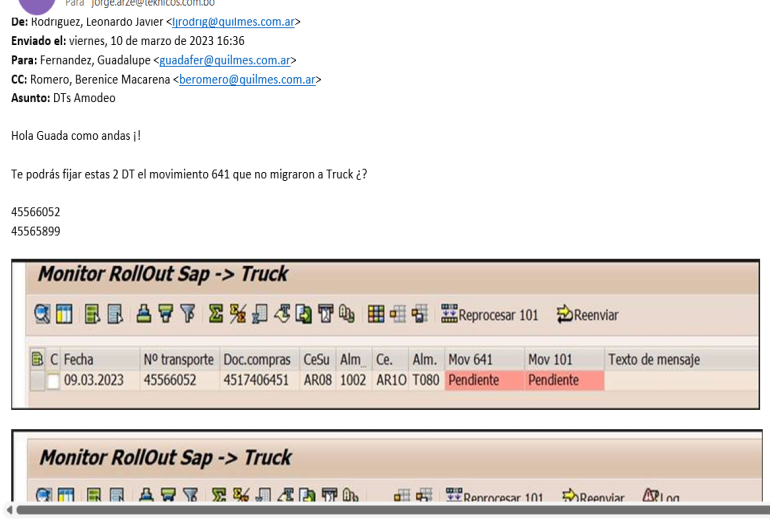 Para jorge.arze@teknicos.com.bo
De: Rodriguez, Leonardo Javier <ljrodrig@quilmes.com.ar>
Enviado el: viernes, 10 de marzo de 2023 16:36
Para: Fernandez, Guadalupe <guadafer@quilmes.com.ar>
CC: Romero, Berenice Macarena <beromero@quilmes.com.ar>
Asunto: DTs Amodeo
Hola Guada como andas ¡!
Te podrás fijar estas 2 DT el movimiento 641 que no migraron a Truck ¿?
45566052
45565899
Monitor RollOut Sap -> Truck
Reprocesar 101 Reenviar
C Fecha Nº transporte Doc.compras CeSu Alm_ Ce. Alm. Mov 641 Mov 101 Texto de mensaje
09.03.2023 45566052 4517406451 AR08 1002 AR1O T080 Pendiente Pendiente
Monitor RollOut Sap -> Truck
Reprocesar 101 Reenviar Log